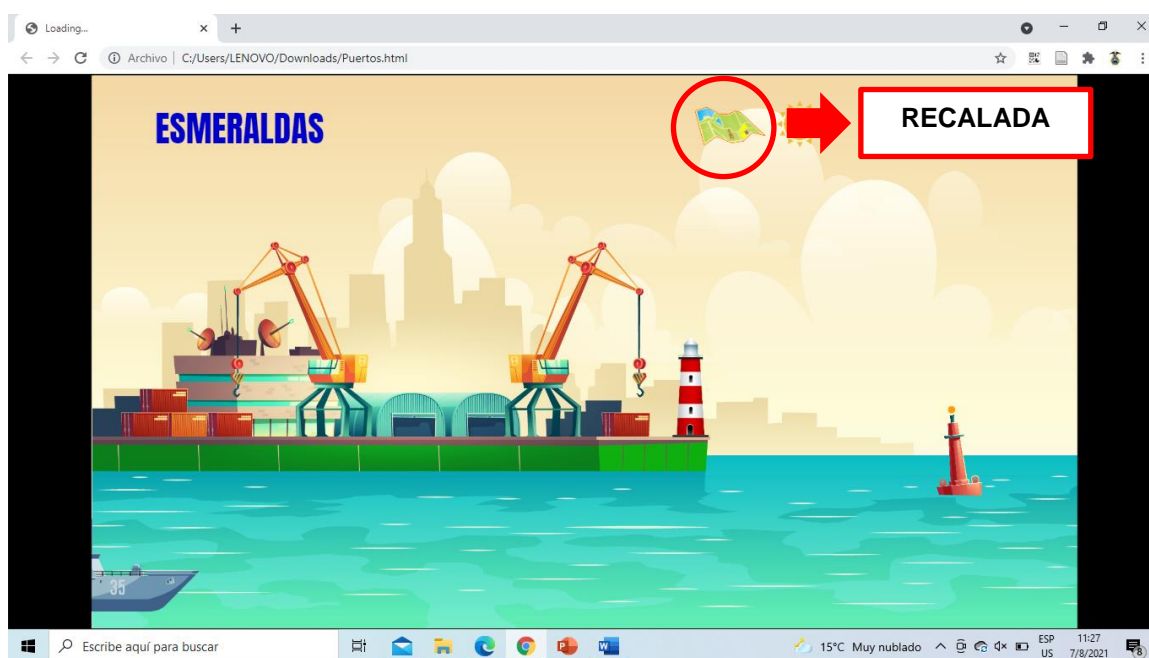 Loading...
Archivo | C:/Users/LENOVO/Downloads/Puertos.html
ESMERALDAS
RECALADA
35
Escribe aquí para buscar
15°C Muy nublado
ESP
US
11:27
7/8/2021
8